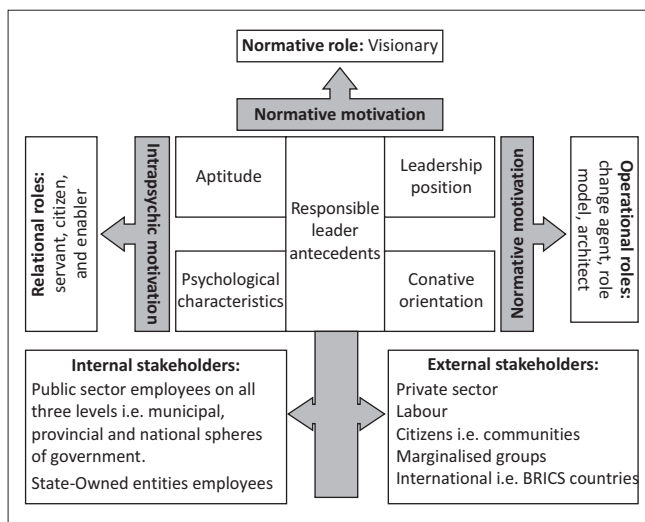 Normative role: Visionary
Normative motivation
Relational roles:
servant, citizen,
and enabler
Intrapsychic motivation
Aptitude
Psychological
characteristics
Responsible
leader
antecedents
Leadership
position
Conative
orientation
Normative motivation
Operational roles:
change agent, role
model, architect
Internal stakeholders:
Public sector employees on all
three levels i.e. municipal,
provincial and national spheres
of government.
State-Owned entities employees
External stakeholders:
Private sector
Labour
Citizens i.e. communities
Marginalised groups
International i.e. BRICS countries